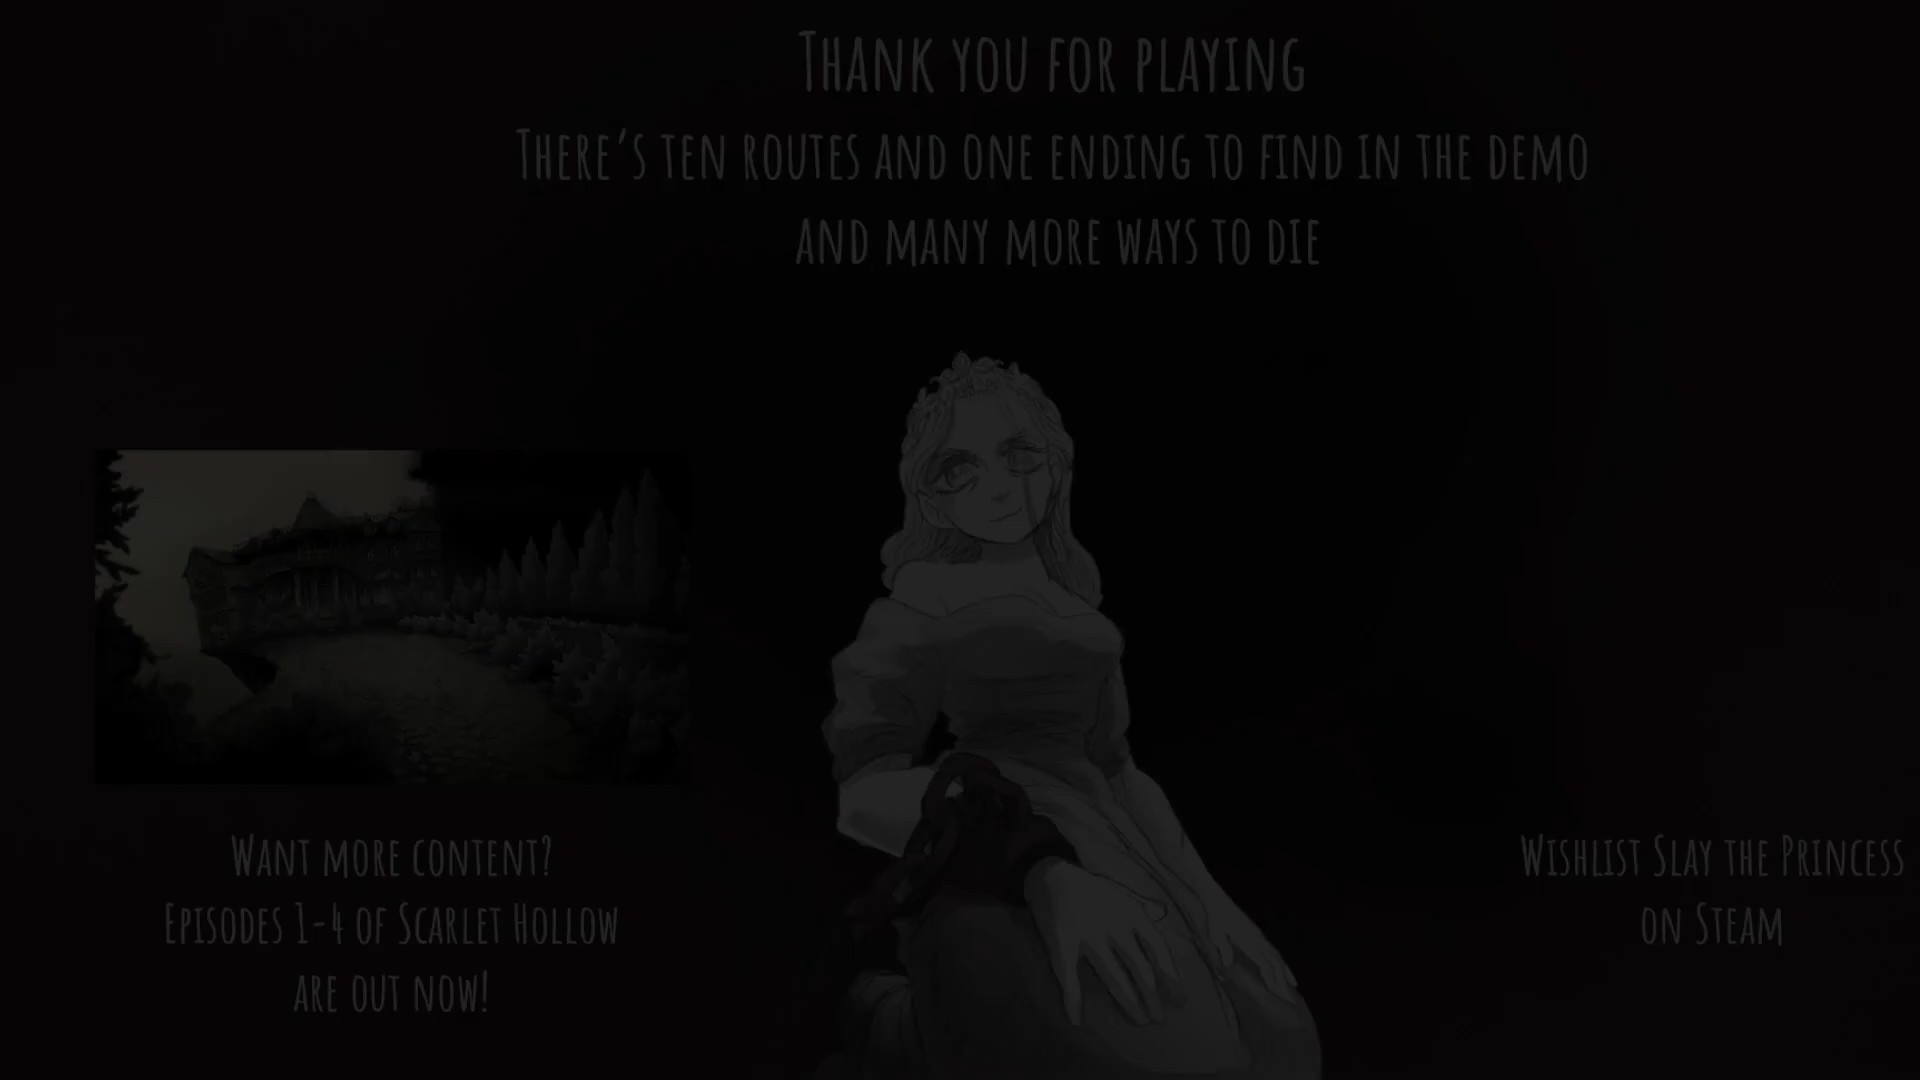 Thank you for playing
There's ten routes and one ending to find in the demo
and many more ways to die
Want more content?
Episodes 1-4 of Scarlet Hollow
are out now!
Wishlist Slay the Princess
on Steam